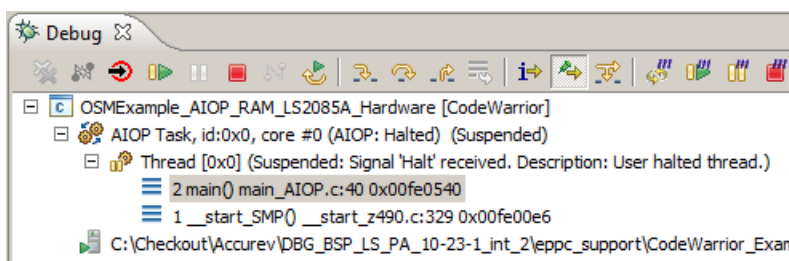 Debug
OSMExample_AIOP_RAM_LS2085A_Hardware [CodeWarrior]
AIOP Task, id:0x0, core #0 (AIOP: Halted) (Suspended)
Thread [0x0] (Suspended: Signal 'Halt' received. Description: User halted thread.)
2 main() main_AIOP.c:40 0x00fe0540
1 __start_SMP() __start_z490.c:329 0x00fe00e6
C:\Checkout\Accurev\DBG_BSP_LS_PA_10-23-1_int_2\eppc_support\CodeWarrior_Exam